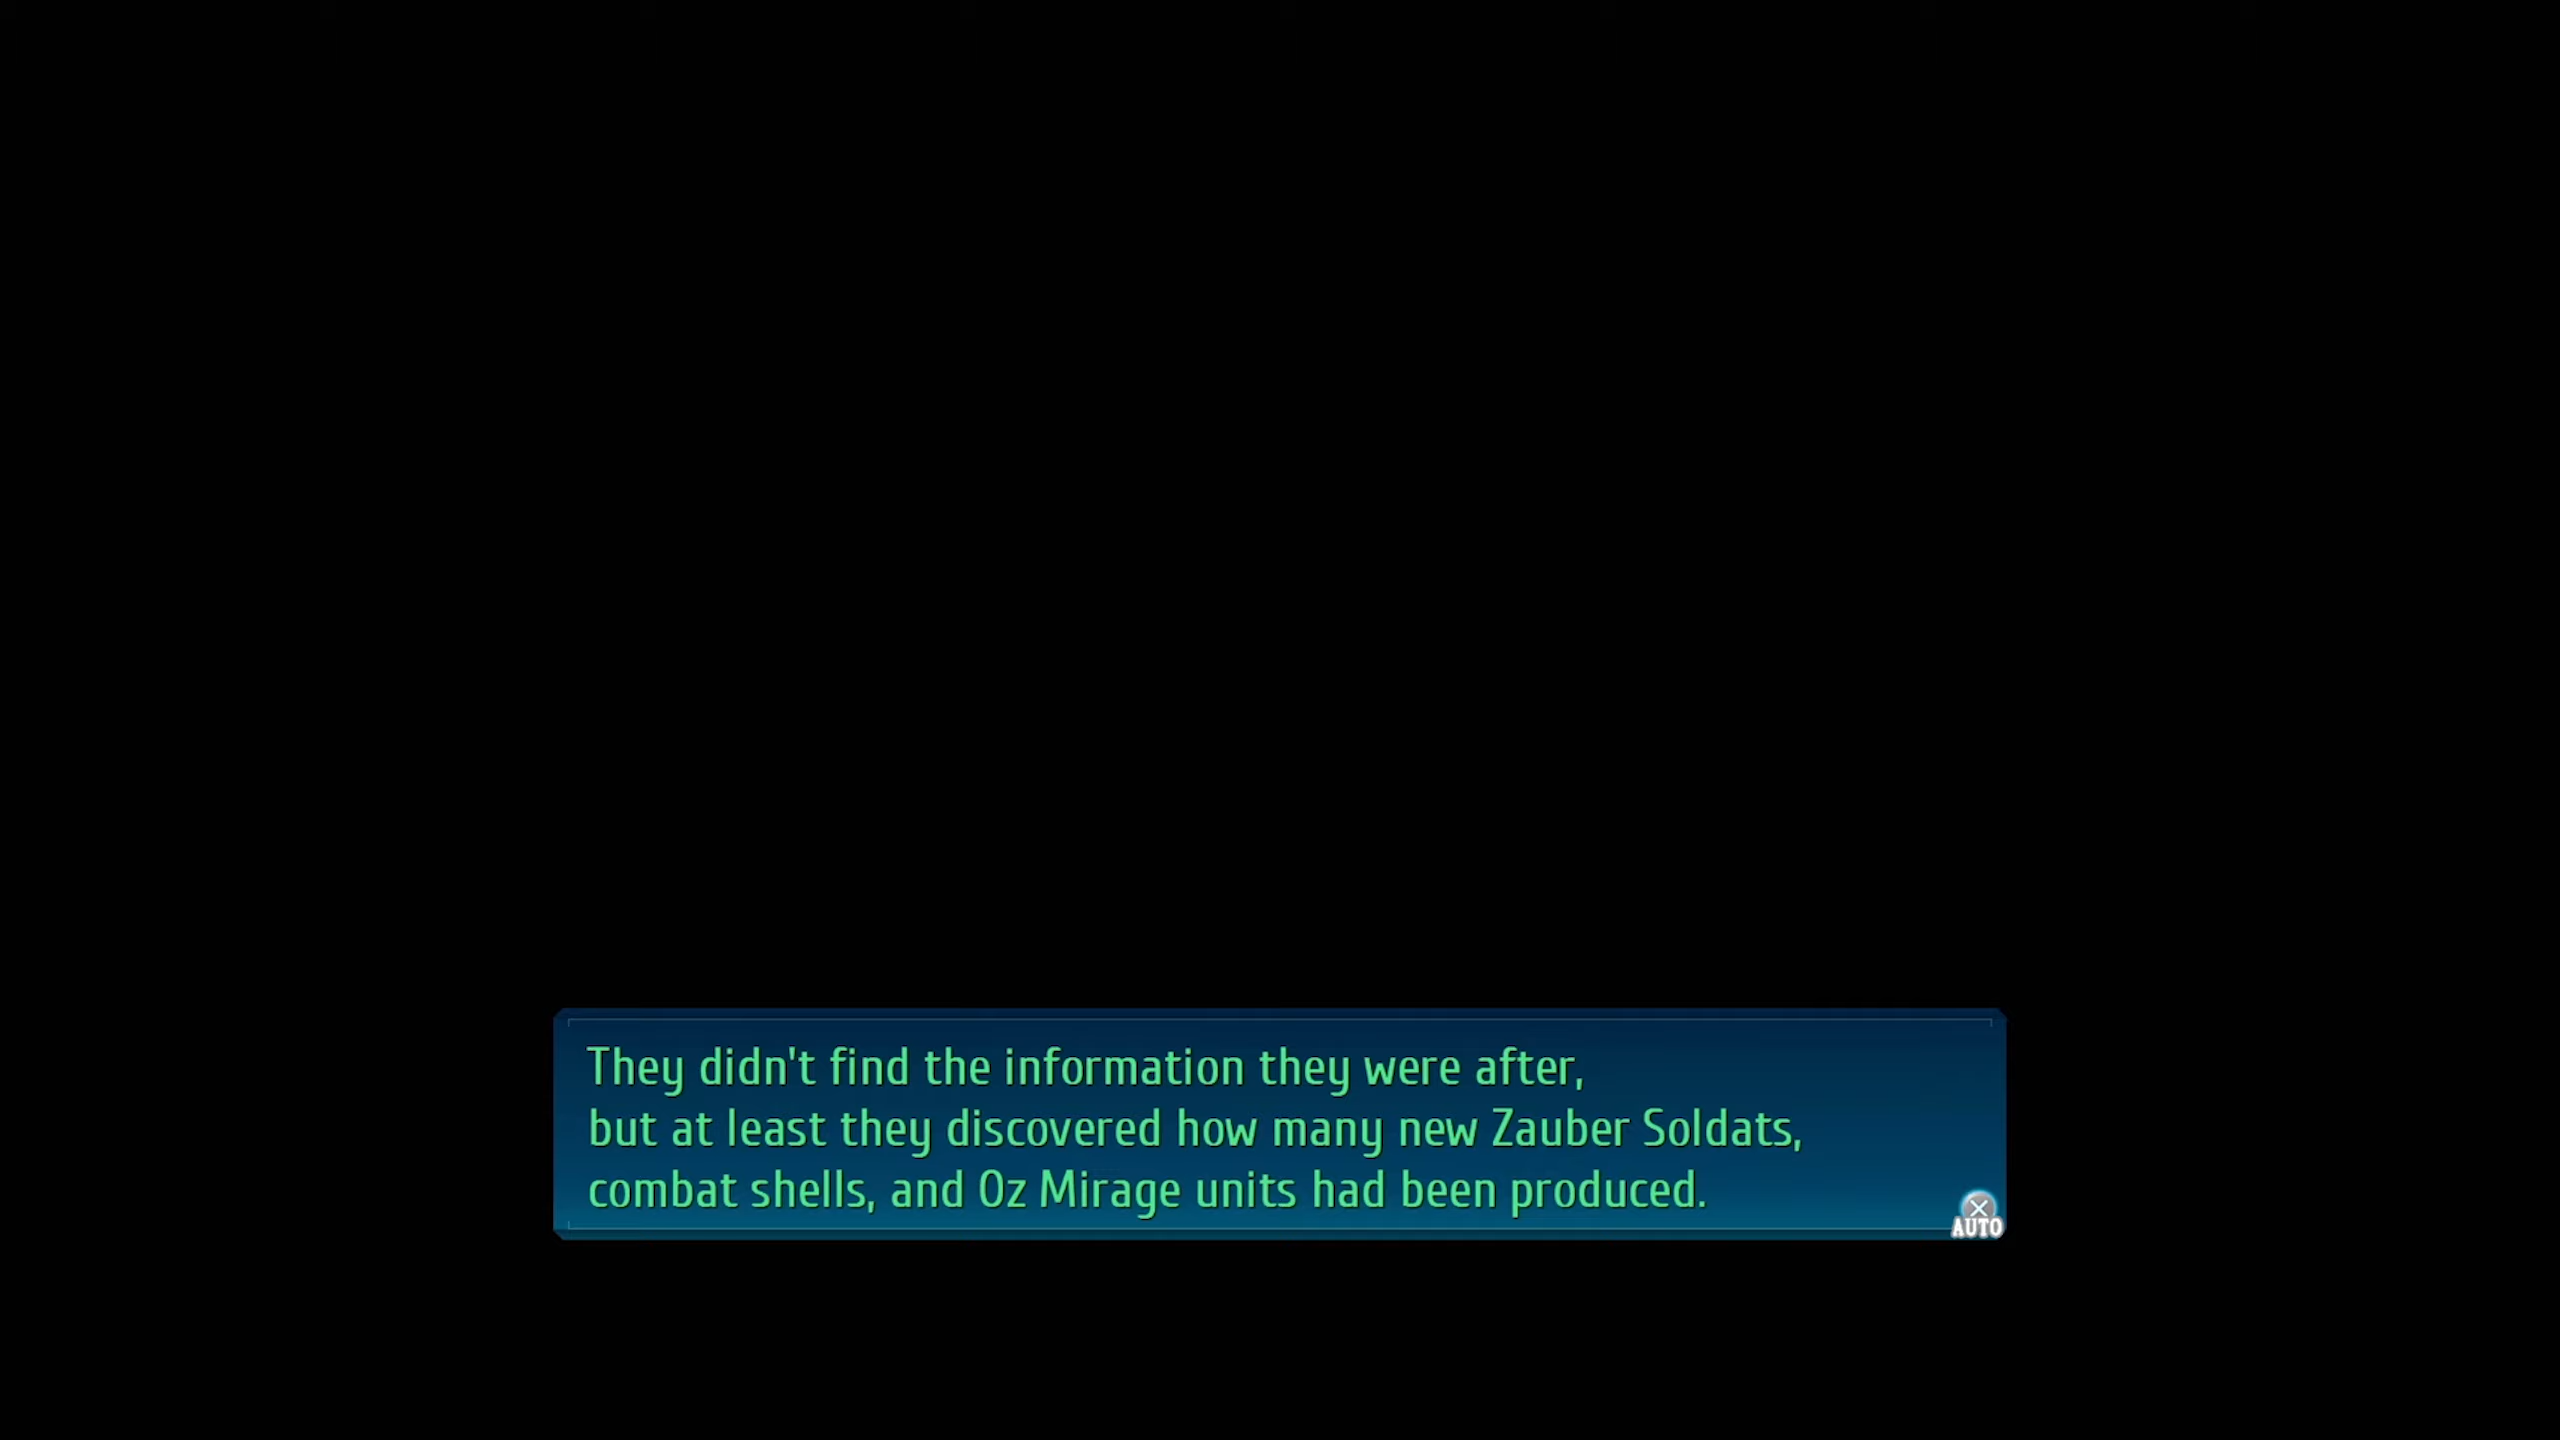 They didn't find the information they were after,
but at least they discovered how many new Zauber Soldats,
combat shells, and Oz Mirage units had been produced.
AUTO